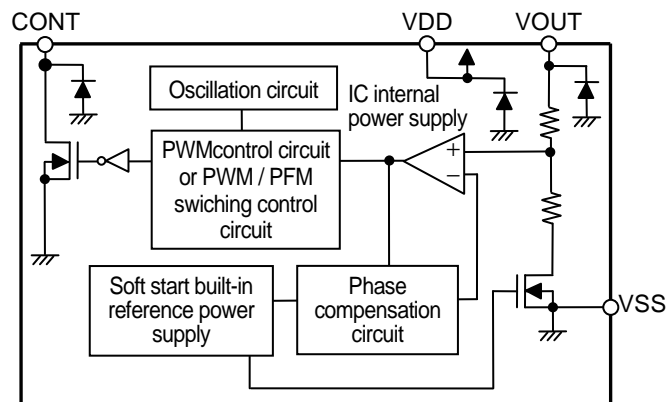 CONT
VDD
VOUT
Oscillation circuit
IC internal
power supply
PWMcontrol circuit
or PWM / PFM
swiching control
circuit
+
−
Soft start built-in
reference power
supply
Phase
compensation
circuit
VSS